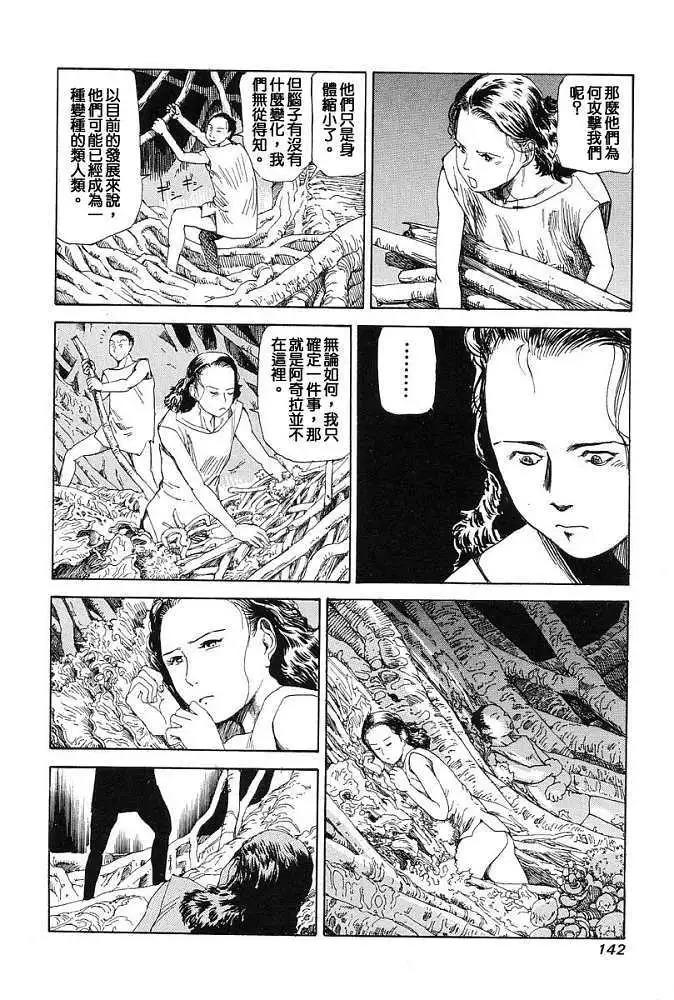 那麼他們為
何攻擊我們
呢?
他們只是身
體縮小了。
但腦子有沒有
什麼變化，我
們無從得知。
以目前的發展來說，
他們可能已經成為一
種變種的類人類。
ギシ
ギシ
………
無論如何，我只
確定一件事，那
就是阿奇拉並不
在這裡。
142